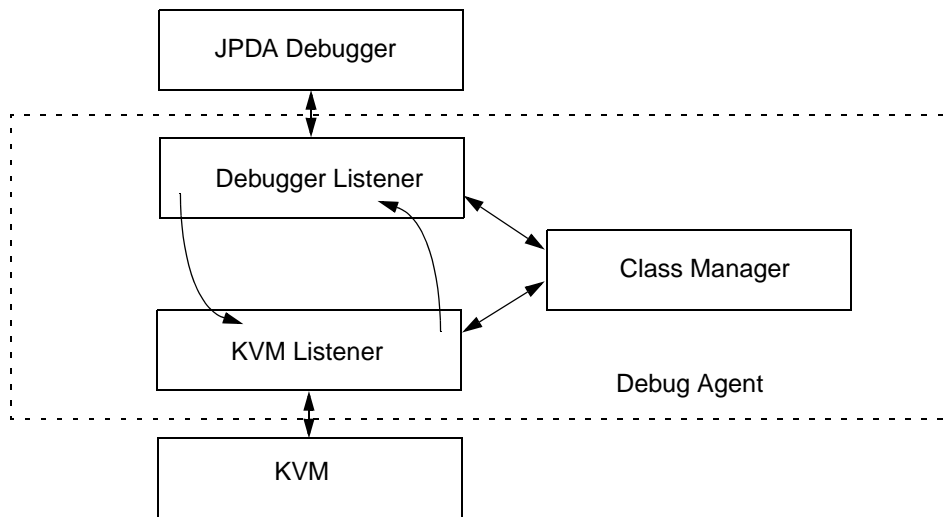 JPDA Debugger
Debugger Listener
Class Manager
KVM Listener
Debug Agent
KVM